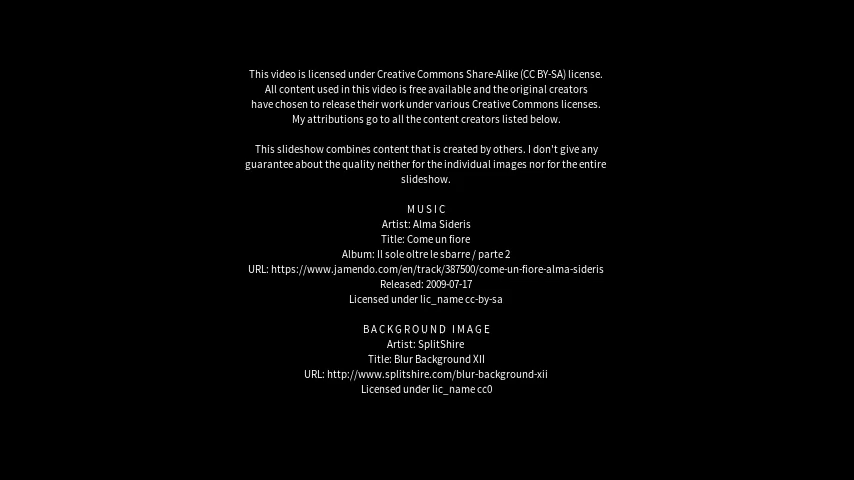 This video is licensed under Creative Commons Share-Alike (CC BY-SA) license.
All content used in this video is free available and the original creators
have chosen to release their work under various Creative Commons licenses.
My attributions go to all the content creators listed below.
This slideshow combines content that is created by others. I don't give any
guarantee about the quality neither for the individual images nor for the entire
slideshow.
MUSIC
Artist: Alma Sideris
Title: Come un fiore
Album: Il sole oltre le sbarre / parte 2
URL: https://www.jamendo.com/en/track/387500/come-un-fiore-alma-sideris
Released: 2009-07-17
Licensed under lic_name cc-by-sa
BACKGROUND IMAGE
Artist: SplitShire
Title: Blur Background XII
URL: http://www.splitshire.com/blur-background-xii
Licensed under lic_name cc0